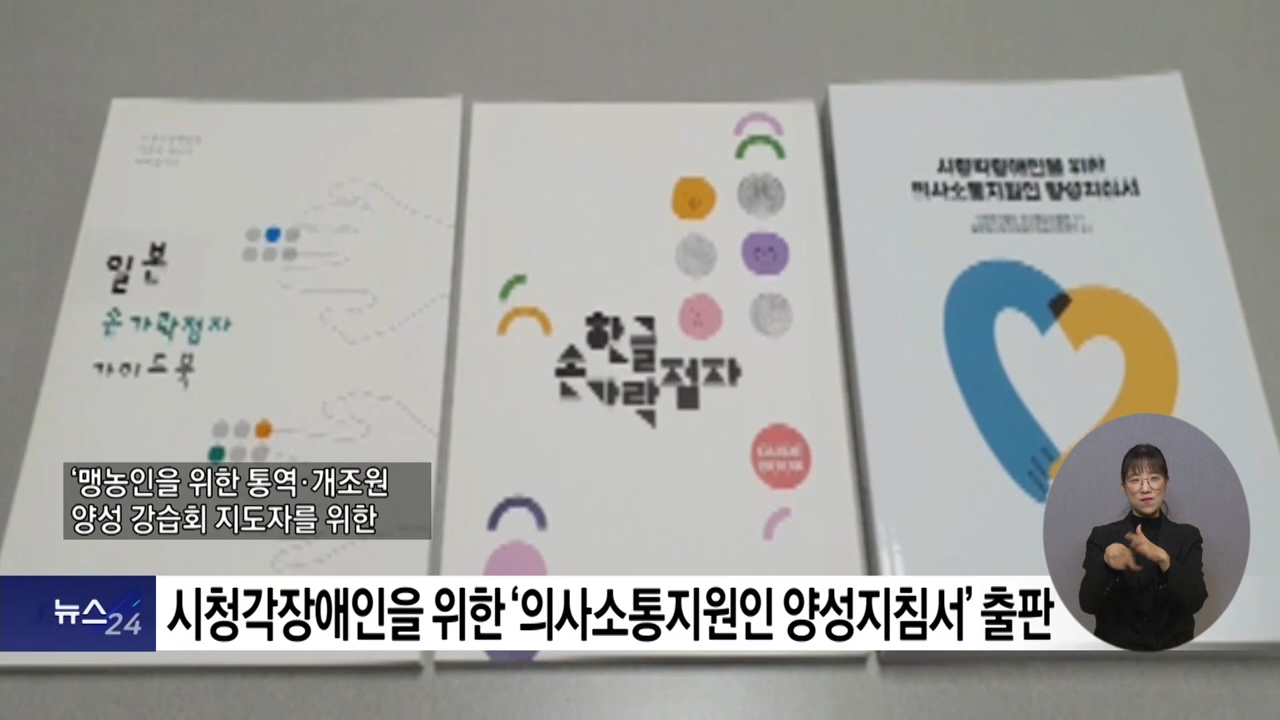 일본
손가락점자
가이드북
한글
손가락점자
시청각장애인을 위한
의사소통지원인 양성지침서
‘맹농인을 위한 통역·개조원
양성 강습회 지도자를 위한
뉴스24
시청각장애인을 위한 ‘의사소통지원인 양성지침서’ 출판